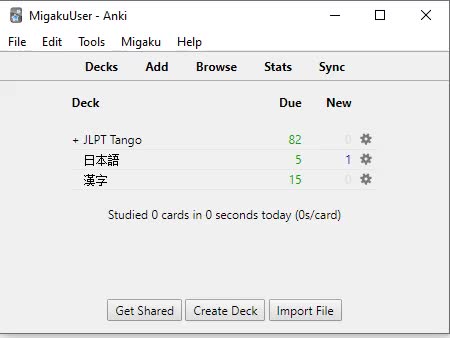 MigakuUser - Anki
File Edit Tools Migaku Help
Decks Add Browse Stats Sync
Deck Due New
+ JLPT Tango 82 0
日本語 5 1
漢字 15 0
Studied 0 cards in 0 seconds today (0s/card)
Get Shared Create Deck Import File